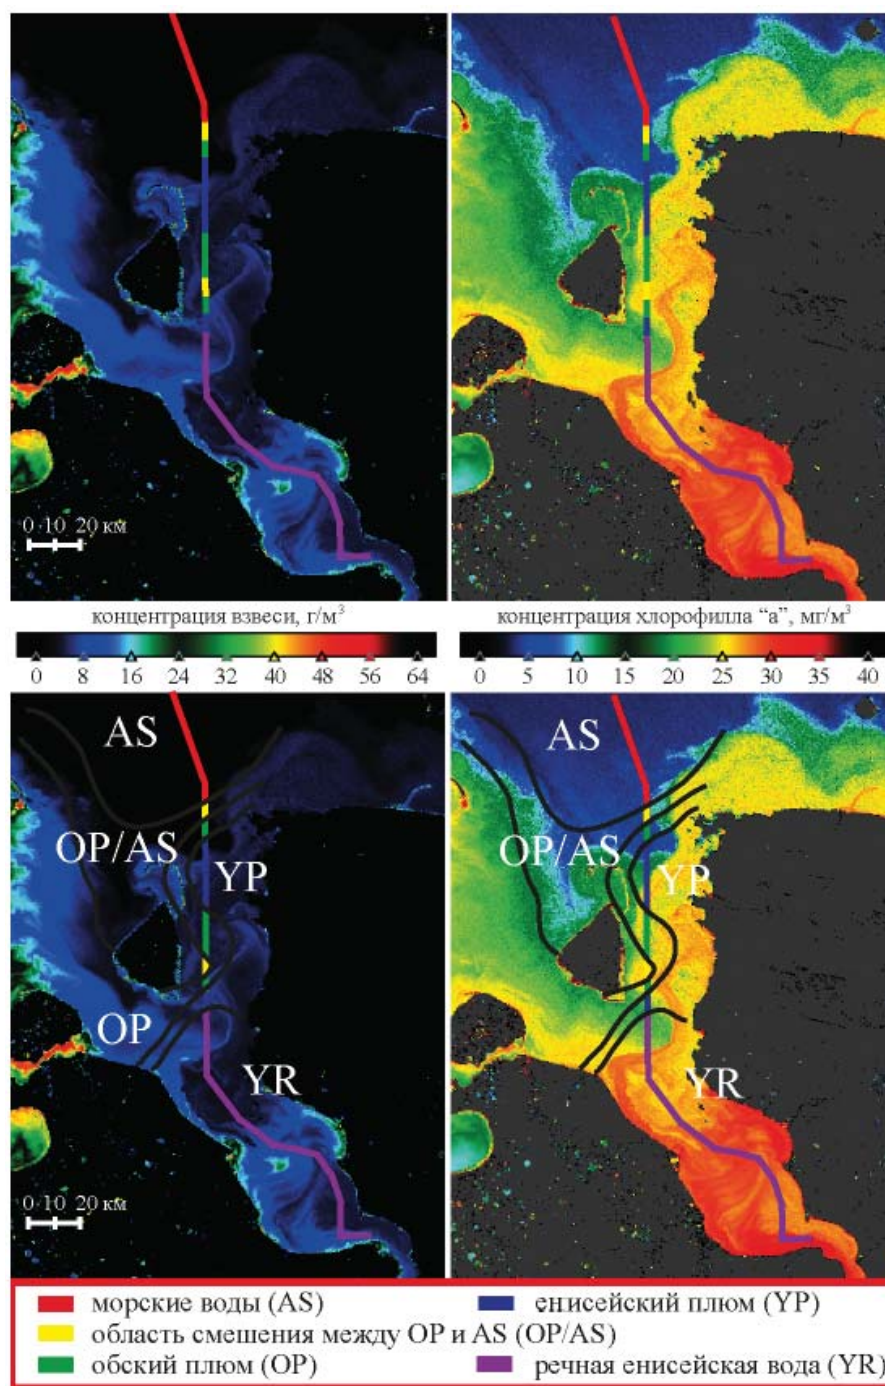 0 10 20 км
концентрация взвеси, г/м³
концентрация хлорофилла “а”, мг/м³
0 8 16 24 32 40 48 56 64
0 5 10 15 20 25 30 35 40
AS
AS
OP/AS
OP/AS
YP
YP
OP
YR
YR
0 10 20 км
морские воды (AS)
енисейский плюм (YP)
область смешения между OP и AS (OP/AS)
обский плюм (OP)
речная енисейская вода (YR)